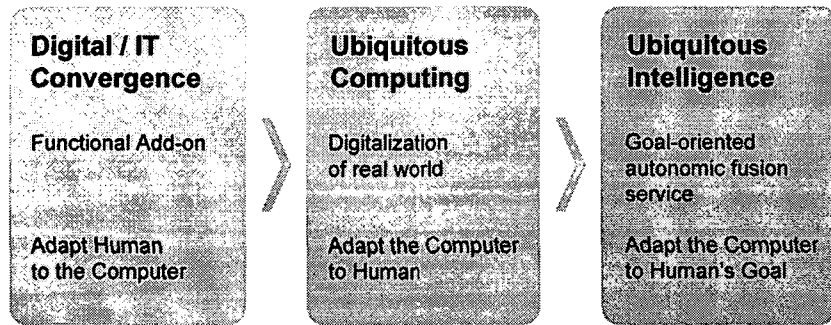 Digital / IT
Convergence
Functional Add-on
Adapt Human
to the Computer
Ubiquitous
Computing
Digitalization
of real world
Adapt the Computer
to Human
Ubiquitous
Intelligence
Goal-oriented
autonomic fusion
service
Adapt the Computer
to Human's Goal